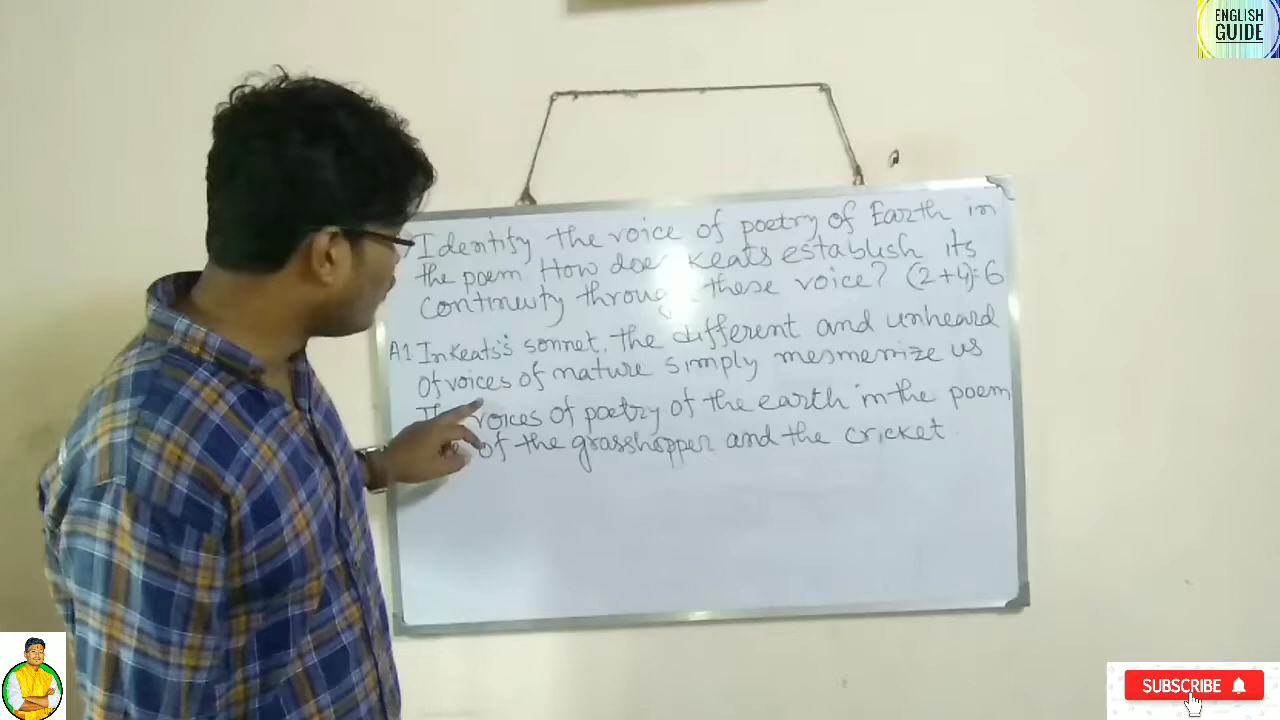 ENGLISH
GUIDE
Identify the voice of poetry of Earth in
the poem How does Keats establish its
continuity throug these voice? (2+4)=6
A1 In Keats's sonnet, the different and unheard
Of voices of nature simply mesmerize us
voices of poetry of the earth in the poem
of the grasshopper and the cricket
SUBSCRIBE